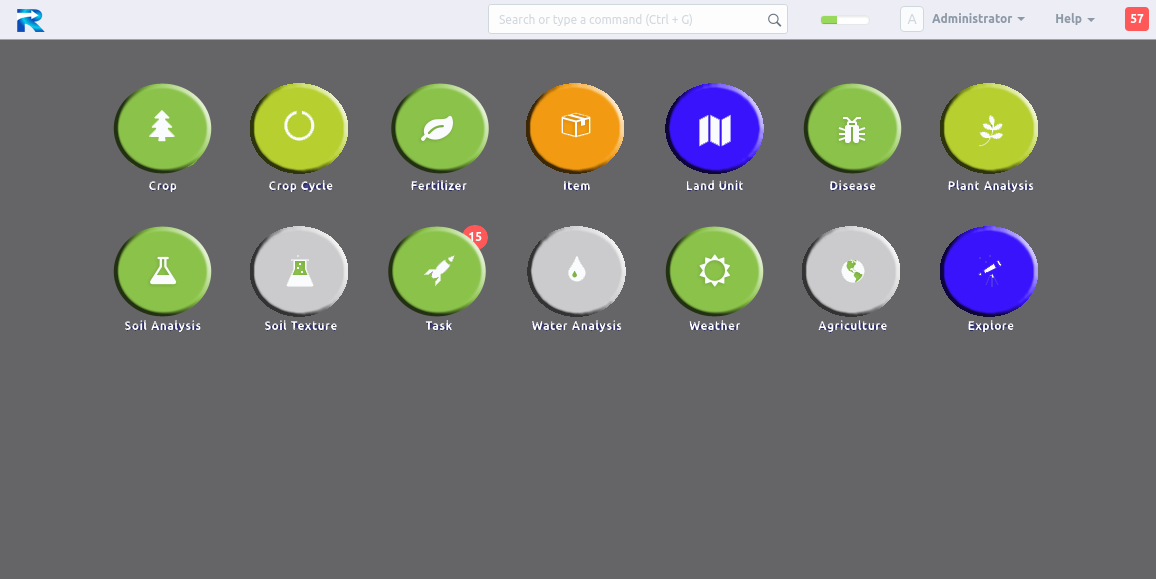 R
Search or type a command (Ctrl + G)
A
Administrator
Help
57
Crop
Crop Cycle
Fertilizer
Item
Land Unit
Disease
Plant Analysis
15
Soil Analysis
Soil Texture
Task
Water Analysis
Weather
Agriculture
Explore